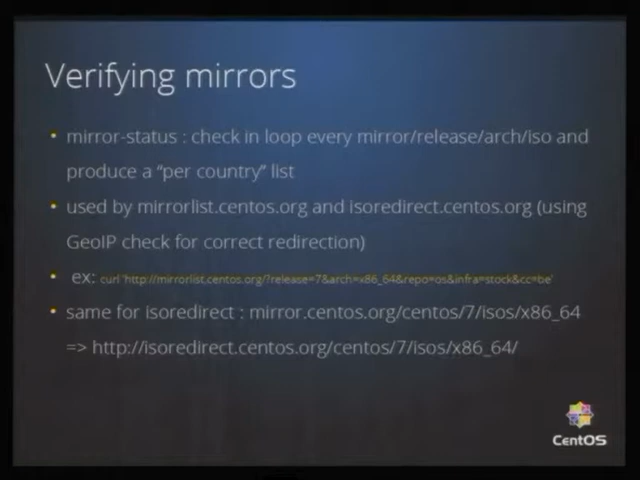 Verifying mirrors
• mirror-status : check in loop every mirror/release/arch/iso and
produce a “per country” list
• used by mirrorlist.centos.org and isoredirect.centos.org (using
GeoIP check for correct redirection)
• ex: curl 'http://mirrorlist.centos.org/?release=7&arch=x86_64&repo=os&infra=stock&cc=be'
• same for isoredirect : mirror.centos.org/centos/7/isos/x86_64
=> http://isoredirect.centos.org/centos/7/isos/x86_64/
CentOS